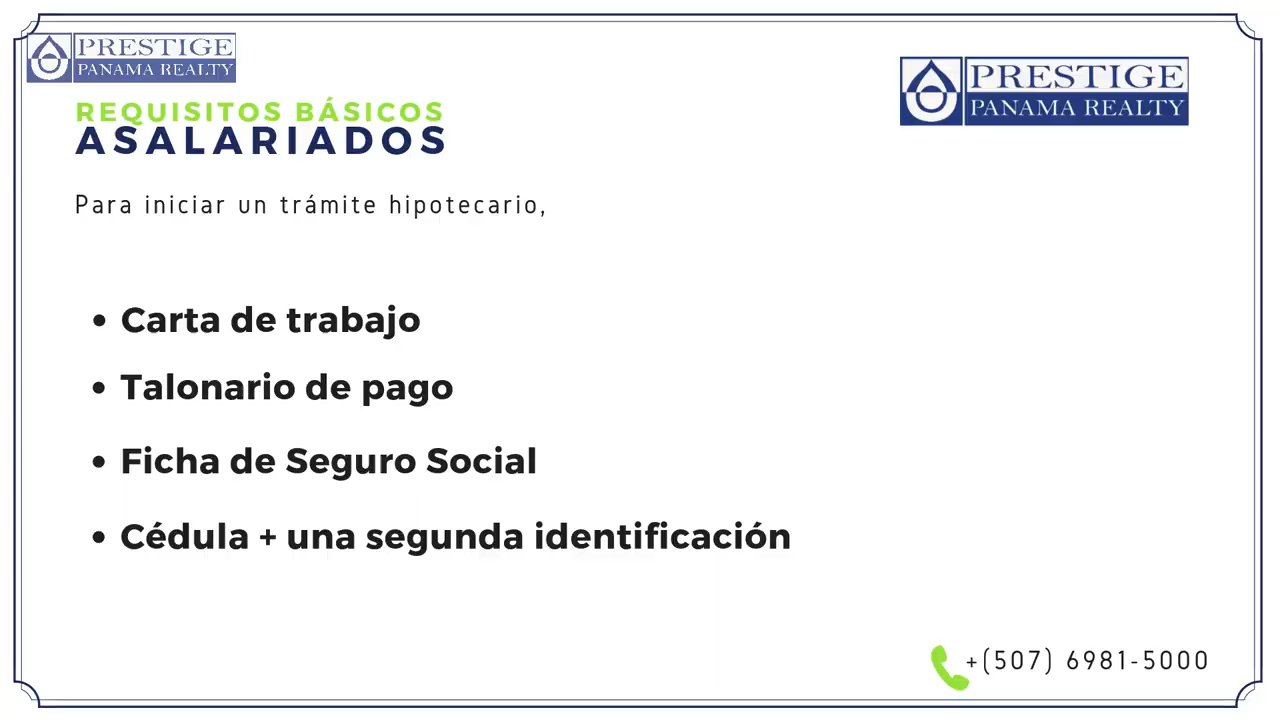 PRESTIGE
PANAMA REALTY
PRESTIGE
PANAMA REALTY
REQUISITOS BÁSICOS
ASALARIADOS
Para iniciar un trámite hipotecario,
• Carta de trabajo
• Talonario de pago
• Ficha de Seguro Social
• Cédula + una segunda identificación
+(507) 6981-5000